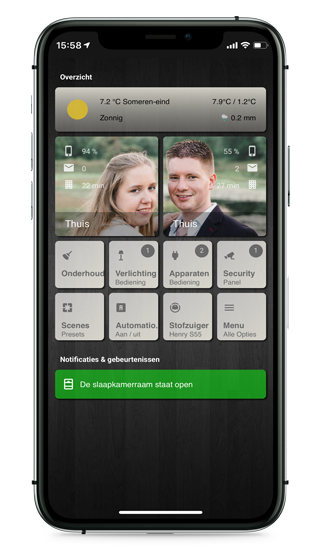 15:58
Overzicht
7.2 °C Someren-eind 7.9°C / 1.2°C
Zonnig 0.2 mm
94 % 55 %
0 2
22 min 27 min
Thuis Thuis
1 2 1
Onderhoud Verlichting Apparaten Security
Bediening Bediening Panel
Scenes Automatio.. Stofzuiger Menu
Presets Aan / uit Henry S55 Alle Opties
Notificaties & gebeurtenissen
De slaapkamerraam staat open